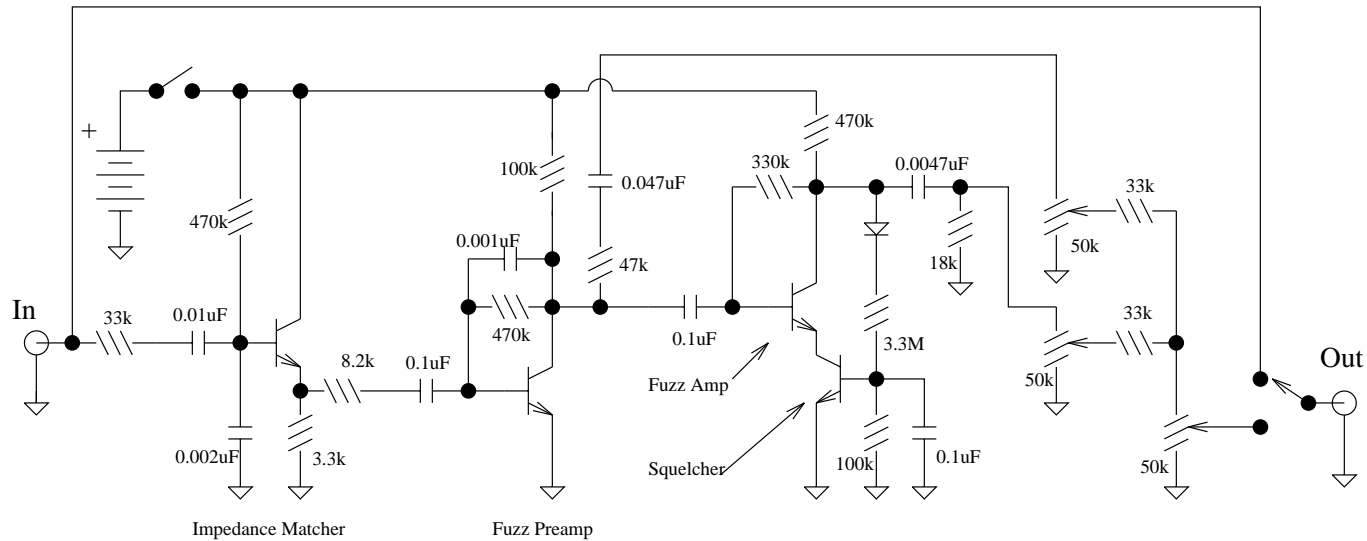 +
470k
33k
0.0047uF
330k
100k
0.047uF
470k
50k
0.001uF
47k
18k
In
33k
0.01uF
33k
470k
0.1uF
3.3M
Out
8.2k
0.1uF
Fuzz Amp
50k
0.002uF
3.3k
Squelcher
100k
0.1uF
50k
Impedance Matcher
Fuzz Preamp